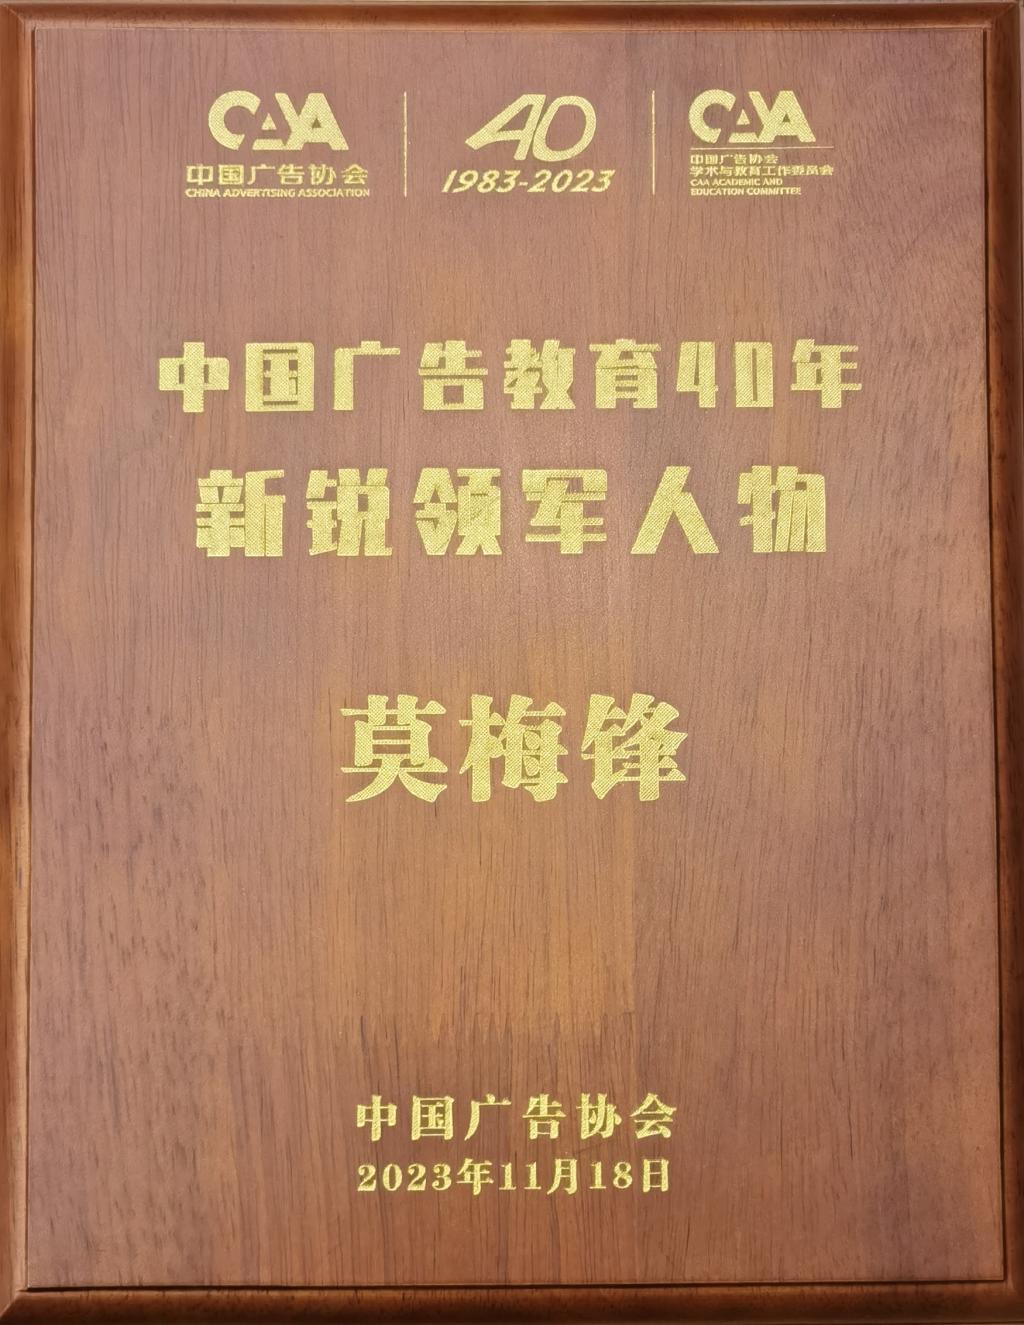 CAA
中国广告协会
CHINA ADVERTISING ASSOCIATION
40
1983-2023
CAA
中国广告协会
学术与教育工作委员会
CAA ACADEMIC AND
EDUCATION COMMITTEE
中国广告教育40年
新锐领军人物
莫梅锋
中国广告协会
2023年11月18日